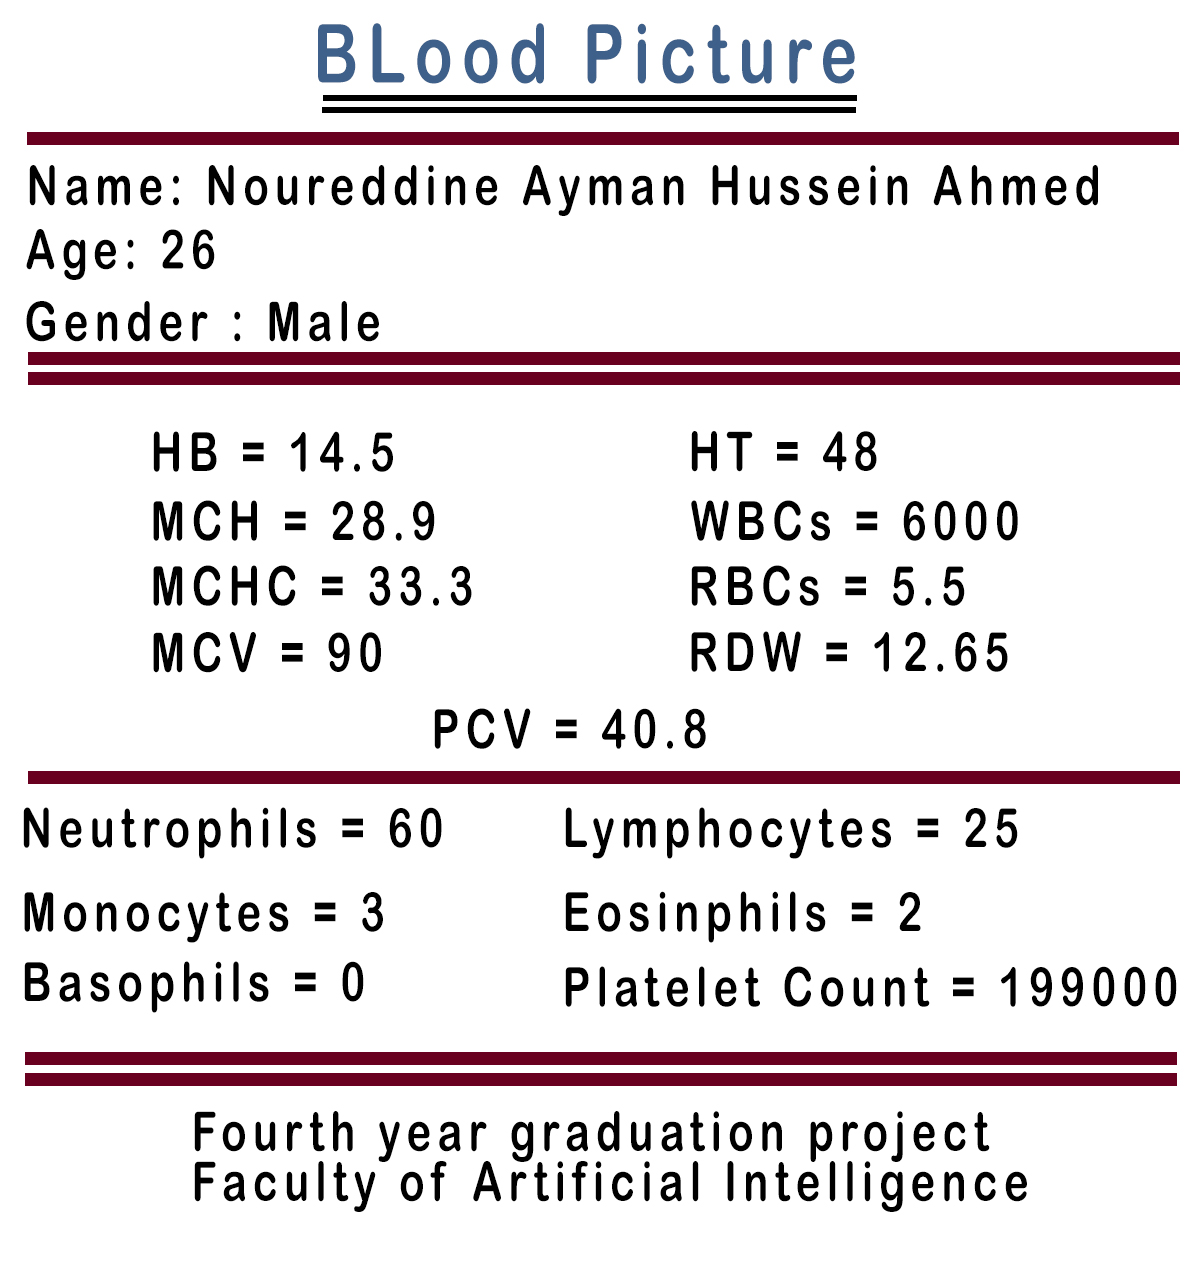 BLood Picture
Name: Noureddine Ayman Hussein Ahmed
Age: 26
Gender : Male
HB = 14.5
HT = 48
MCH = 28.9
WBCs = 6000
MCHC = 33.3
RBCs = 5.5
MCV = 90
RDW = 12.65
PCV = 40.8
Neutrophils = 60
Lymphocytes = 25
Monocytes = 3
Eosinphils = 2
Basophils = 0
Platelet Count = 199000
Fourth year graduation project
Faculty of Artificial Intelligence